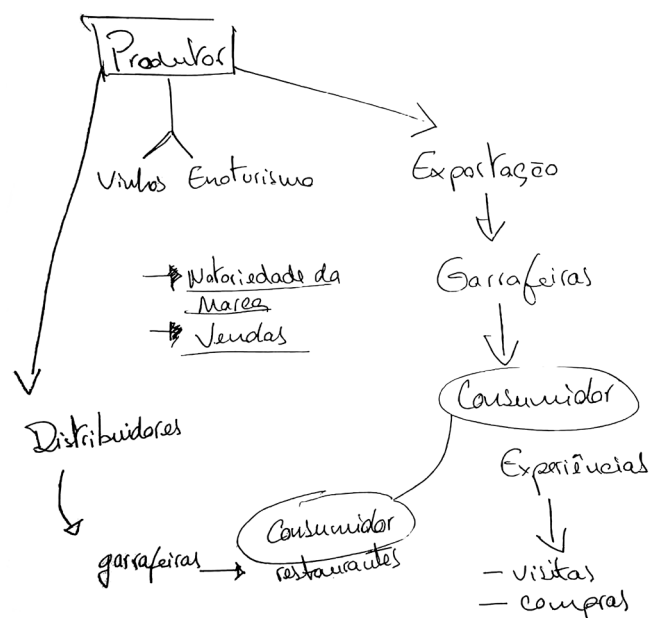 Produtor
Vinhos Enoturismo
Exportação
Notoriedade da
Marca
Vendas
Garrafeiras
Consumidor
Distribuidores
Experiências
Consumidor
garrafeiras
restaurantes
- visitas
- compras